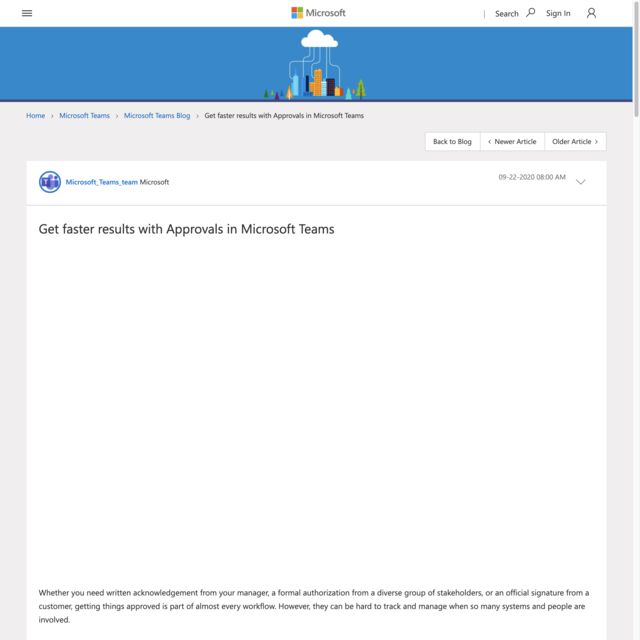 Microsoft
| Search Sign In
Home > Microsoft Teams > Microsoft Teams Blog > Get faster results with Approvals in Microsoft Teams
Back to Blog < Newer Article Older Article >
Microsoft_Teams_team Microsoft
09-22-2020 08:00 AM
Get faster results with Approvals in Microsoft Teams
Whether you need written acknowledgement from your manager, a formal authorization from a diverse group of stakeholders, or an official signature from a
customer, getting things approved is part of almost every workflow. However, they can be hard to track and manage when so many systems and people are
involved.